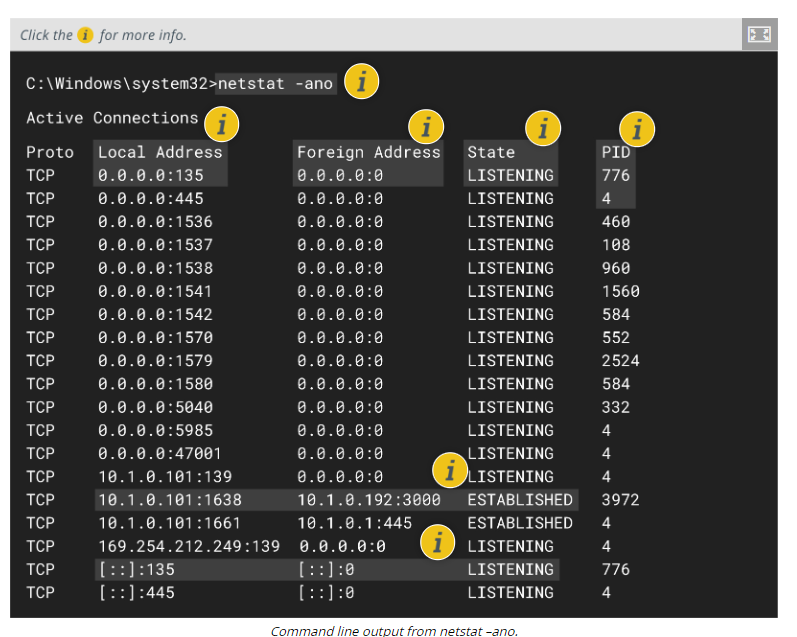 Click the i for more info.
C:\Windows\system32>netstat -ano i
Active Connections i i i i
Proto Local Address Foreign Address State PID
TCP 0.0.0.0:135 0.0.0.0:0 LISTENING 776
TCP 0.0.0.0:445 0.0.0.0:0 LISTENING 4
TCP 0.0.0.0:1536 0.0.0.0:0 LISTENING 460
TCP 0.0.0.0:1537 0.0.0.0:0 LISTENING 108
TCP 0.0.0.0:1538 0.0.0.0:0 LISTENING 960
TCP 0.0.0.0:1541 0.0.0.0:0 LISTENING 1560
TCP 0.0.0.0:1542 0.0.0.0:0 LISTENING 584
TCP 0.0.0.0:1570 0.0.0.0:0 LISTENING 552
TCP 0.0.0.0:1579 0.0.0.0:0 LISTENING 2524
TCP 0.0.0.0:1580 0.0.0.0:0 LISTENING 584
TCP 0.0.0.0:5040 0.0.0.0:0 LISTENING 332
TCP 0.0.0.0:5985 0.0.0.0:0 LISTENING 4
TCP 0.0.0.0:47001 0.0.0.0:0 LISTENING 4
TCP 10.1.0.101:139 0.0.0.0:0 i LISTENING 4
TCP 10.1.0.101:1638 10.1.0.192:3000 ESTABLISHED 3972
TCP 10.1.0.101:1661 10.1.0.1:445 ESTABLISHED 4
TCP 169.254.212.249:139 0.0.0.0:0 i LISTENING 4
TCP [::]:135 [::]:0 LISTENING 776
TCP [::]:445 [::]:0 LISTENING 4
Command line output from netstat –ano.